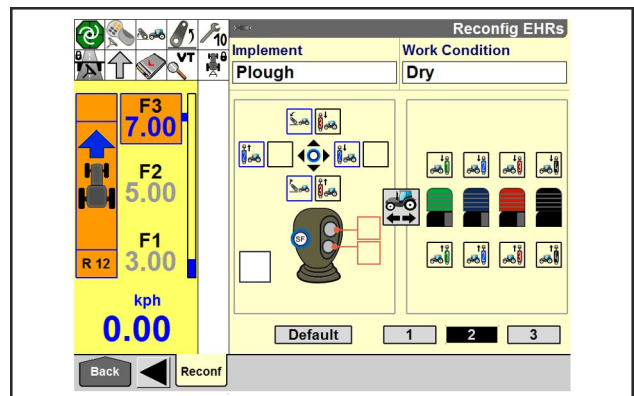 10
Reconfig EHRs
VT
Implement
Work Condition
Plough
Dry
F3
7.00
F2
5.00
F1
3.00
R 12
SF
kph
0.00
Default
1
2
3
Back
Reconf